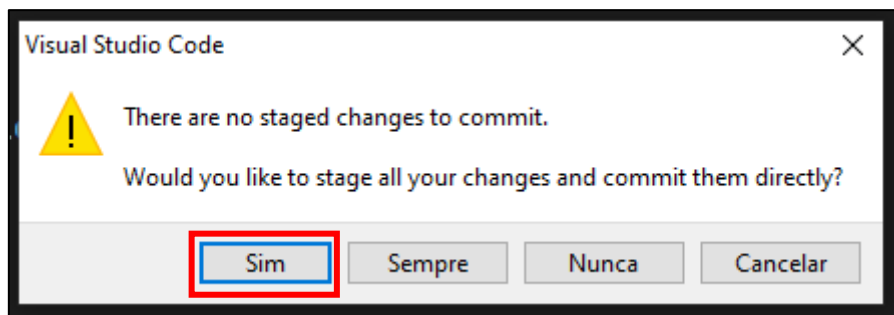 Visual Studio Code
There are no staged changes to commit.
Would you like to stage all your changes and commit them directly?
Sim
Sempre
Nunca
Cancelar